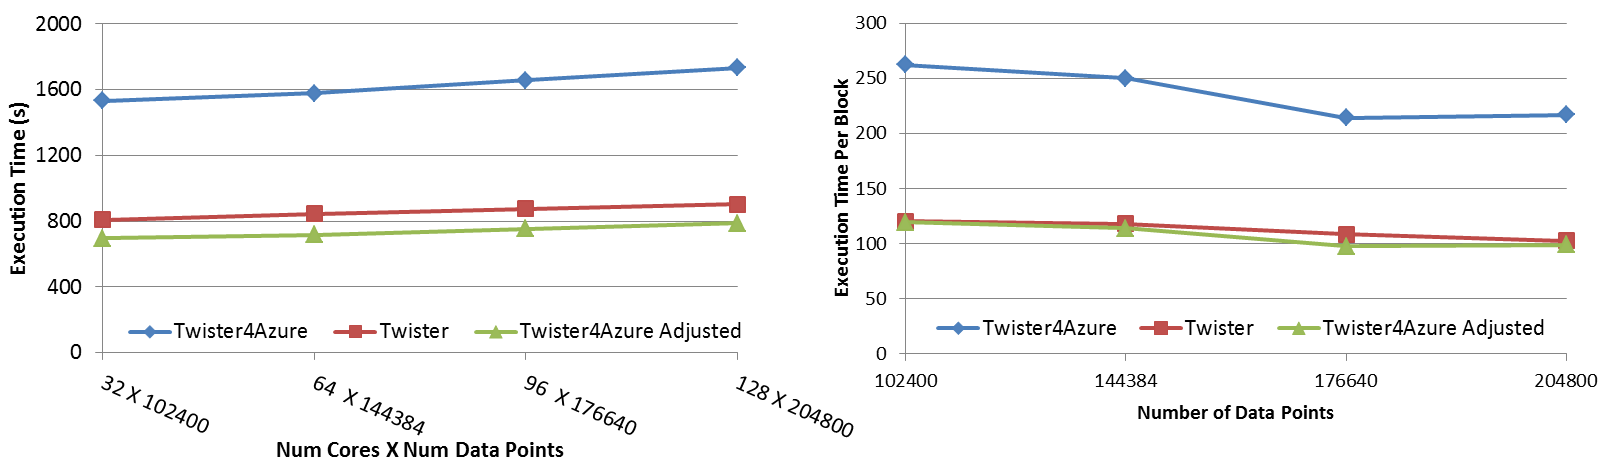 2000
1600
1200
800
400
0
Execution Time (s)
Twister4Azure
Twister
Twister4Azure Adjusted
32 X 102400
64 X 144384
96 X 176640
128 X 204800
Num Cores X Num Data Points
300
250
200
150
100
50
0
Execution Time Per Block
Twister4Azure
Twister
Twister4Azure Adjusted
102400
144384
176640
204800
Number of Data Points